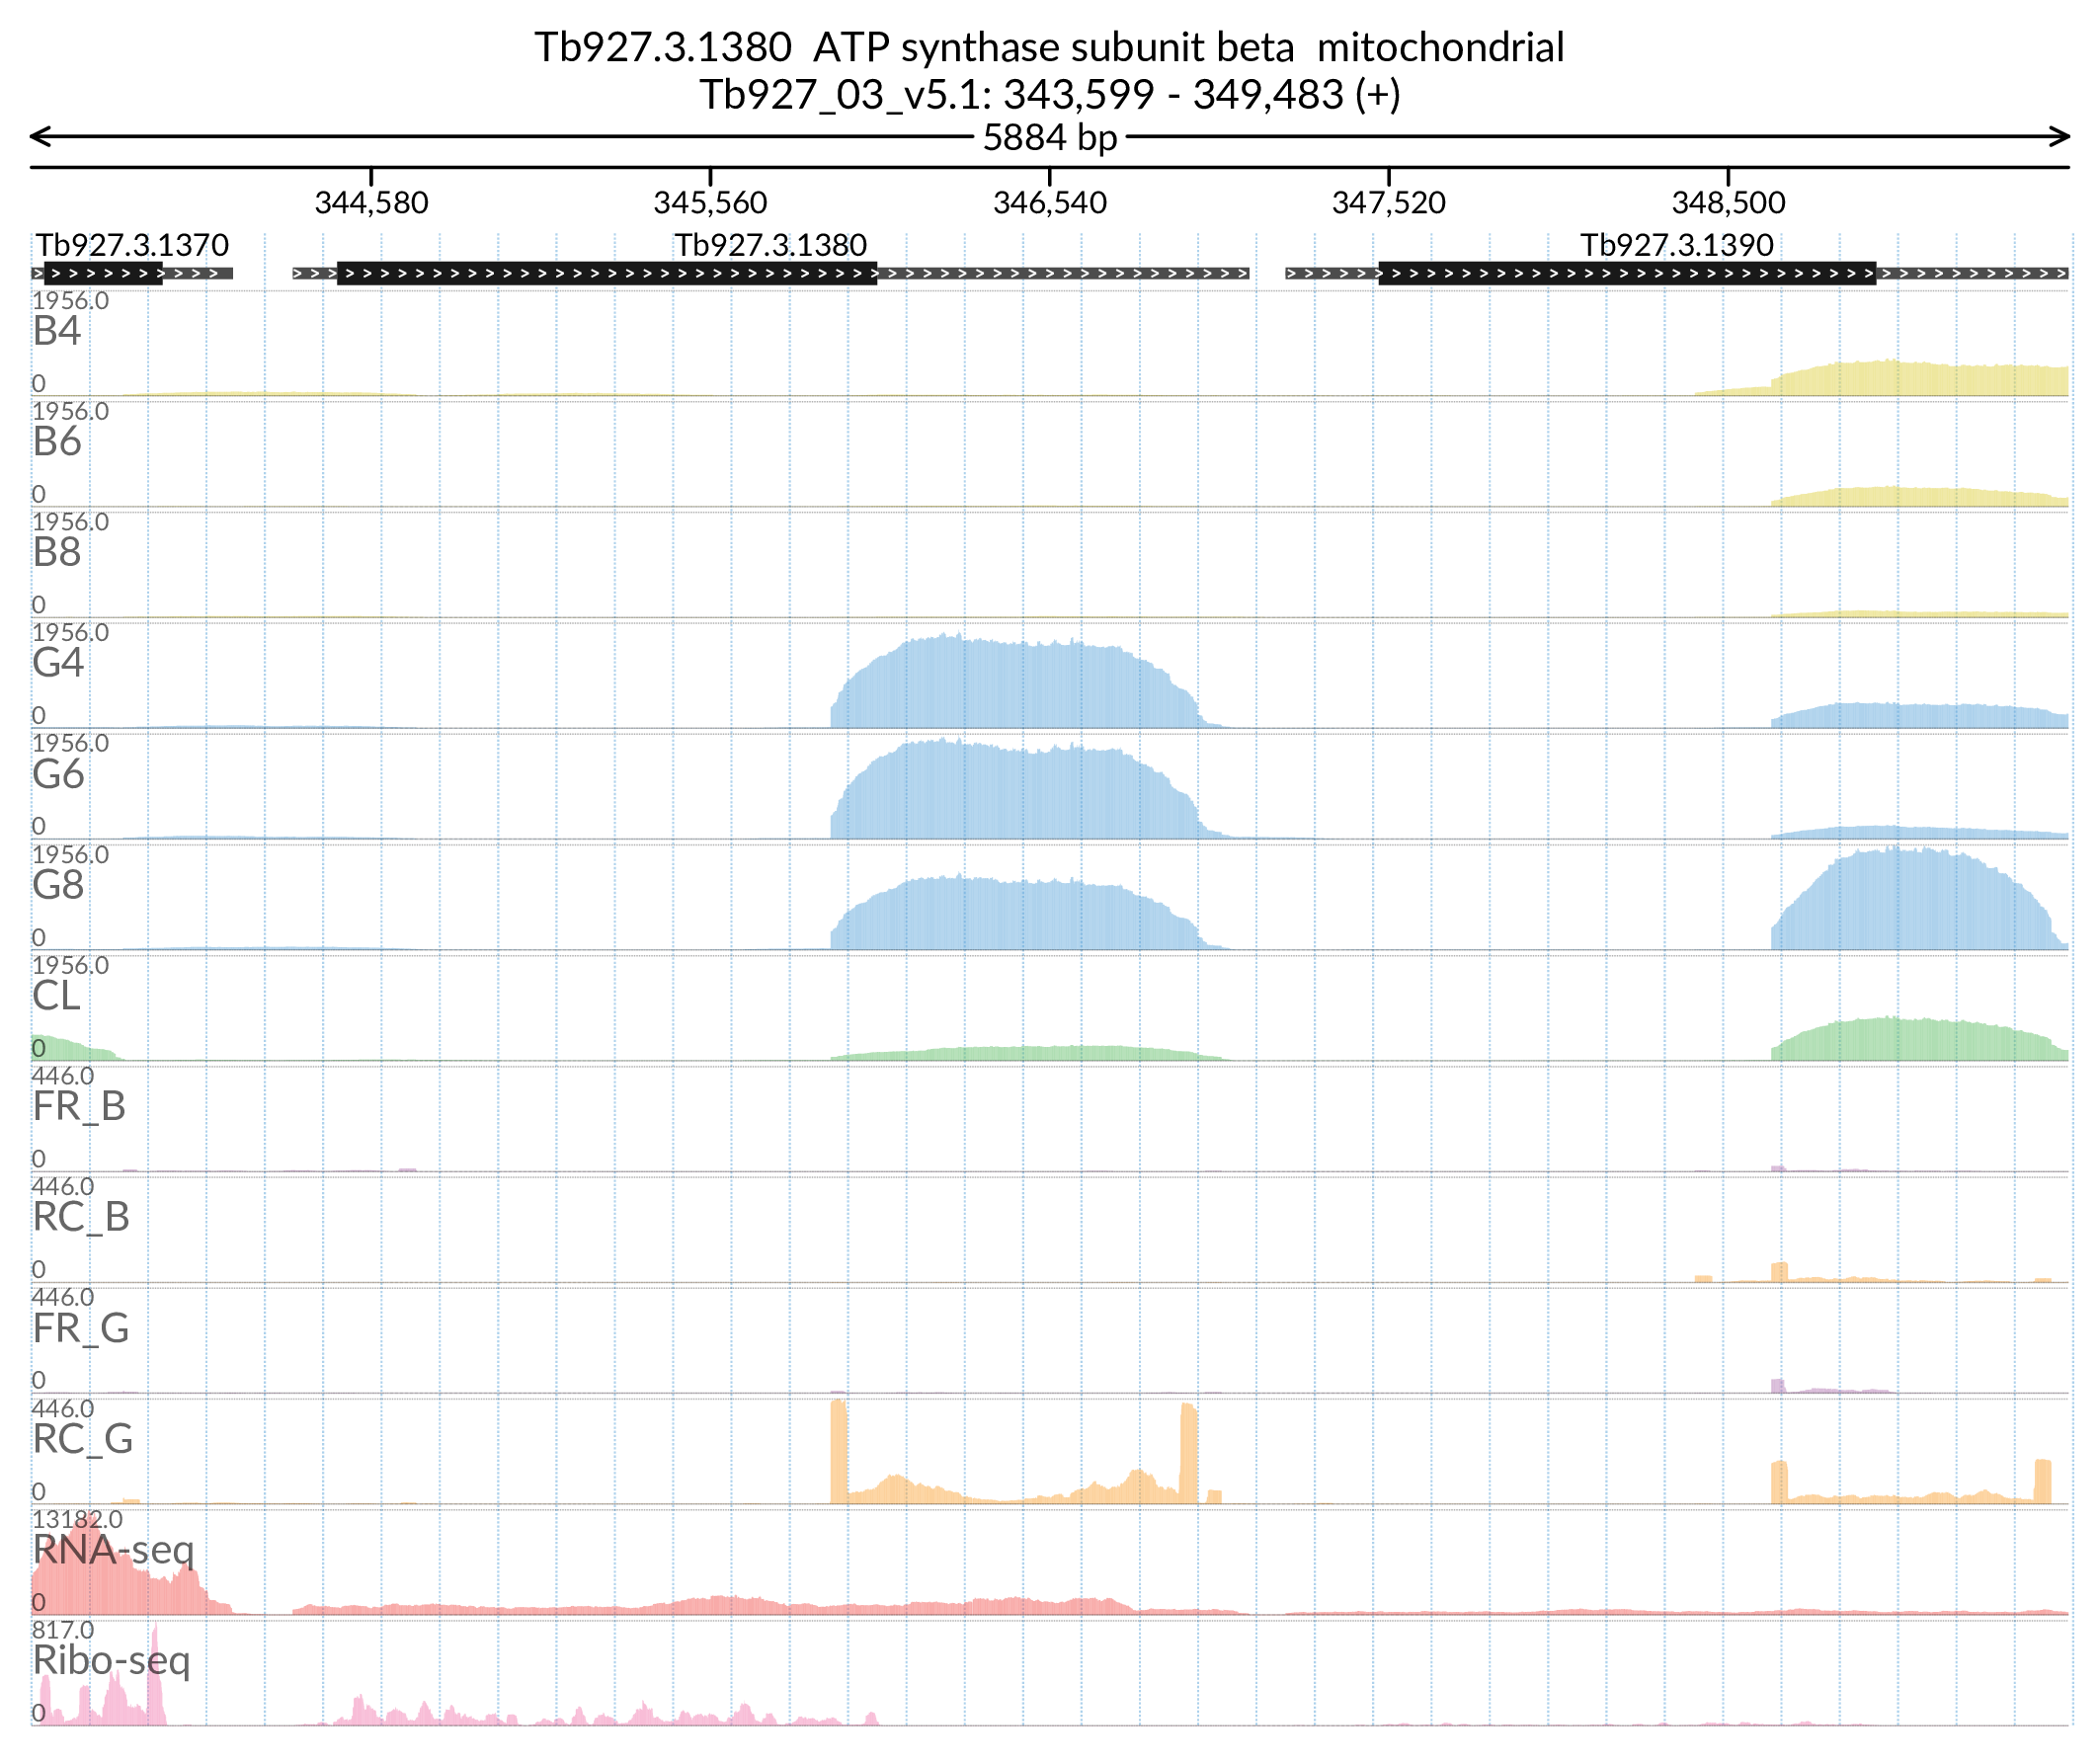 Tb927.3.1380  ATP synthase subunit beta  mitochondrial
Tb927_03_v5.1: 343,599 - 349,483 (+)
5884 bp
344,580 345,560 346,540 347,520 348,500
Tb927.3.1370 Tb927.3.1380 Tb927.3.1390
1956.0
B4
0
1956.0
B6
0
1956.0
B8
0
1956.0
G4
0
1956.0
G6
0
1956.0
G8
0
1956.0
CL
0
446.0
FR_B
0
446.0
RC_B
0
446.0
FR_G
0
446.0
RC_G
0
13182.0
RNA-seq
0
817.0
Ribo-seq
0